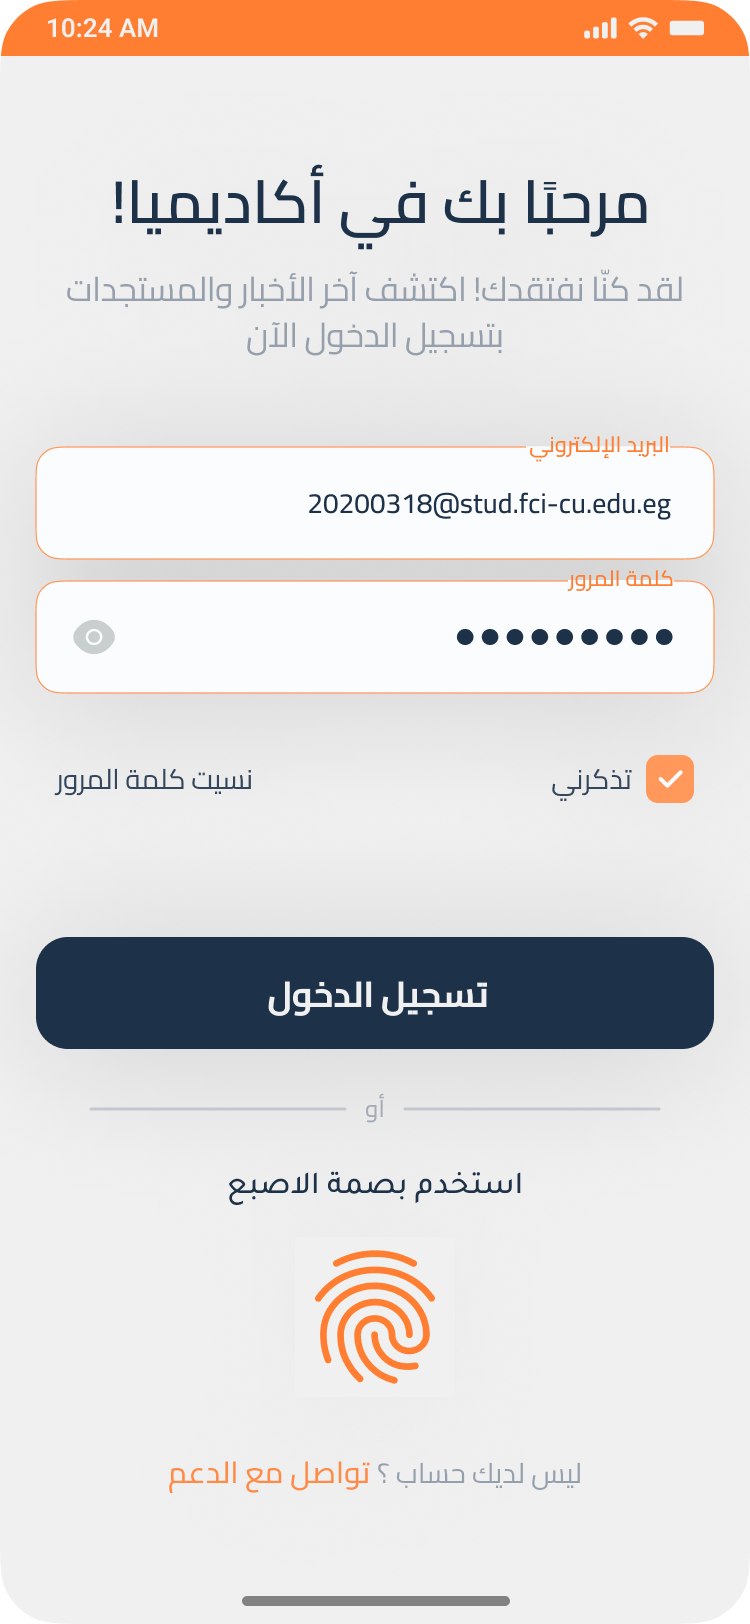 10:24 AM
مرحبًا بك في أكاديميا!
لقد كنّا نفتقدك! اكتشف آخر الأخبار والمستجدات
بتسجيل الدخول الآن
البريد الإلكتروني
20200318@stud.fci-cu.edu.eg
كلمة المرور
تذكرني
نسيت كلمة المرور
تسجيل الدخول
أو
استخدم بصمة الاصبع
ليس لديك حساب ؟ تواصل مع الدعم